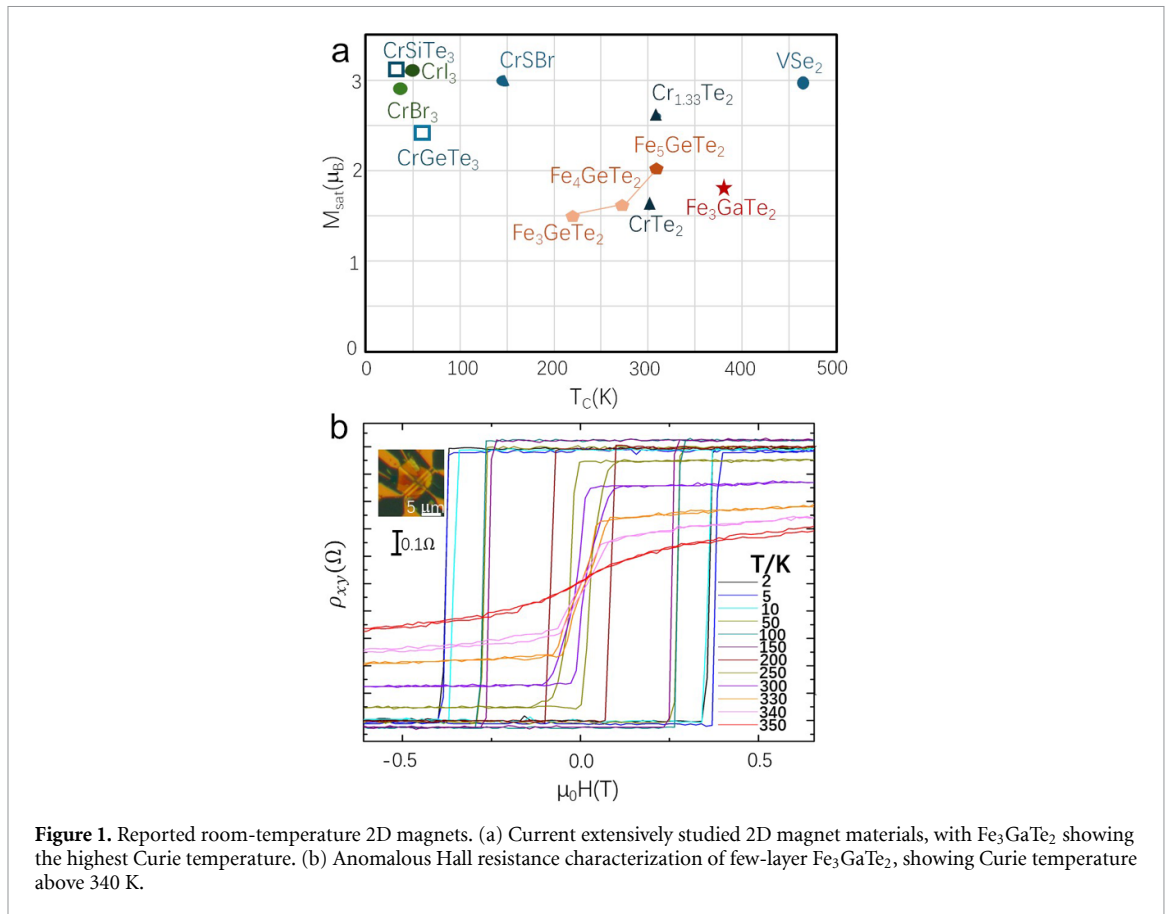 a
CrSiTe₃
CrI₃
CrBr₃
CrGeTe₃
CrSBr
VSe₂
Cr₁.₃₃Te₂
Fe₅GeTe₂
Fe₄GeTe₂
Fe₃GeTe₂
CrTe₂
Fe₃GaTe₂
M_sat(μ_B)
3
2
1
0
0 100 200 300 400 500
T_C(K)
b
5 μm
0.1Ω
ρ_xy(Ω)
T/K
2
5
10
50
100
150
200
250
300
330
340
350
-0.5 0.0 0.5
μ₀H(T)
Figure 1. Reported room-temperature 2D magnets. (a) Current extensively studied 2D magnet materials, with Fe₃GaTe₂ showing
the highest Curie temperature. (b) Anomalous Hall resistance characterization of few-layer Fe₃GaTe₂, showing Curie temperature
above 340 K.